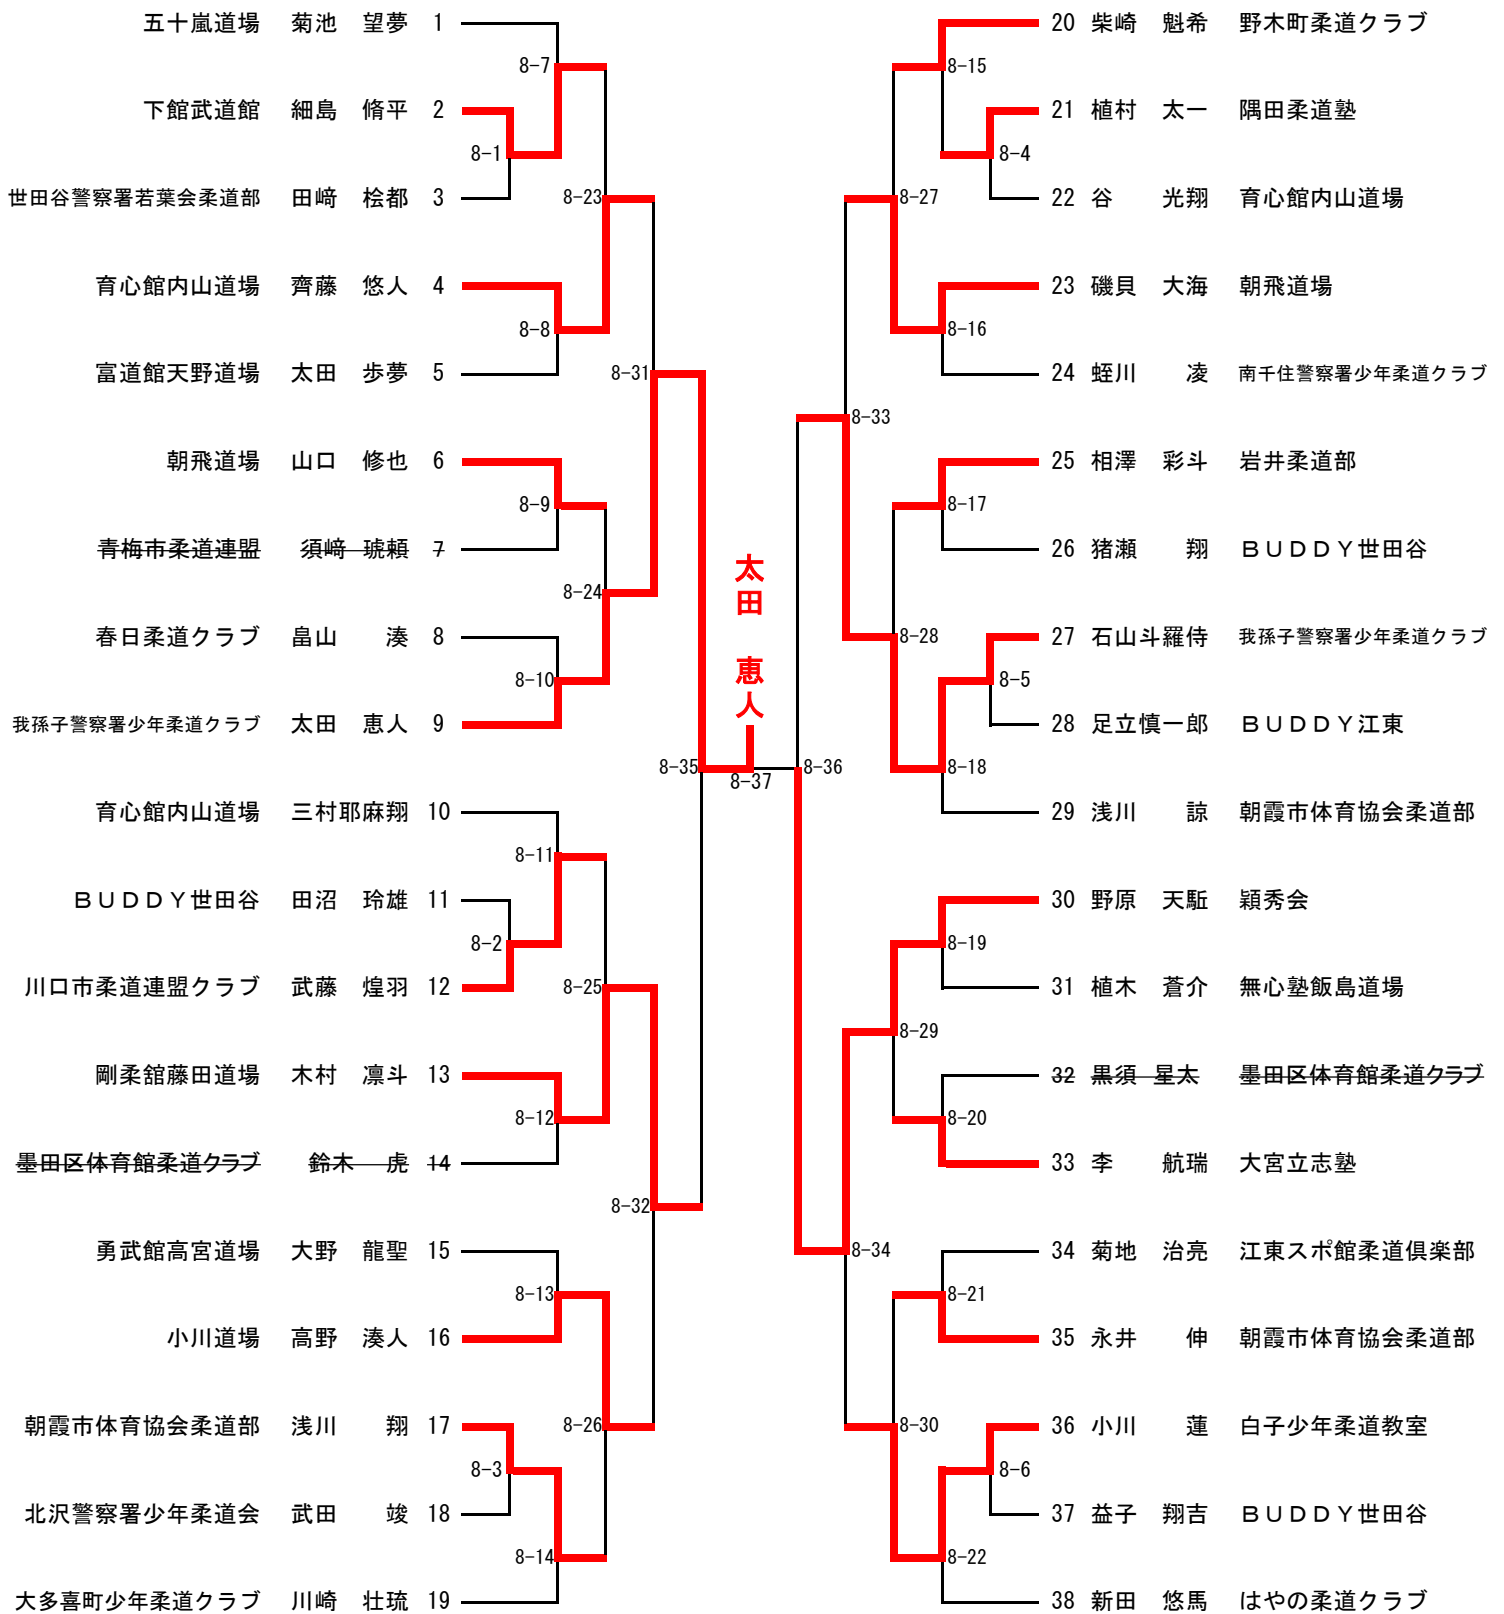 五十嵐道場 菊池 望夢 1
8-7
下館武道館 細島 脩平 2
8-1
世田谷警察署若葉会柔道部 田﨑 桧都 3
8-23
育心館内山道場 齊藤 悠人 4
8-8
富道館天野道場 太田 歩夢 5
8-31
朝飛道場 山口 修也 6
8-9
青梅市柔道連盟 須﨑 琥頼 7
8-24
春日柔道クラブ 畠山 湊 8
8-10
我孫子警察署少年柔道クラブ 太田 恵人 9
8-35
育心館内山道場 三村耶麻翔 10
8-11
BUDDY世田谷 田沼 玲雄 11
8-2
川口市柔道連盟クラブ 武藤 煌羽 12
8-25
剛柔舘藤田道場 木村 凛斗 13
8-12
墨田区体育館柔道クラブ 鈴木 虎 14
8-32
勇武館高宮道場 大野 龍聖 15
8-13
小川道場 高野 湊人 16
朝霞市体育協会柔道部 浅川 翔 17
8-26
8-3
北沢警察署少年柔道会 武田 竣 18
8-14
大多喜町少年柔道クラブ 川崎 壮琉 19
太田 恵人
8-37
20 柴崎 魁希 野木町柔道クラブ
8-15
21 植村 太一 隅田柔道塾
8-4
22 谷 光翔 育心館内山道場
8-27
23 磯貝 大海 朝飛道場
8-16
24 蛭川 凌 南千住警察署少年柔道クラブ
8-33
25 相澤 彩斗 岩井柔道部
8-17
26 猪瀬 翔 BUDDY世田谷
8-28
27 石山斗羅侍 我孫子警察署少年柔道クラブ
8-5
28 足立慎一郎 BUDDY江東
8-36
8-18
29 浅川 諒 朝霞市体育協会柔道部
30 野原 天駈 穎秀会
8-19
31 植木 蒼介 無心塾飯島道場
8-29
32 黒須 星太 墨田区体育館柔道クラブ
8-20
33 李 航瑞 大宮立志塾
8-34
34 菊地 治亮 江東スポ館柔道倶楽部
8-21
35 永井 伸 朝霞市体育協会柔道部
8-30
36 小川 蓮 白子少年柔道教室
8-6
37 益子 翔吉 BUDDY世田谷
8-22
38 新田 悠馬 はやの柔道クラブ